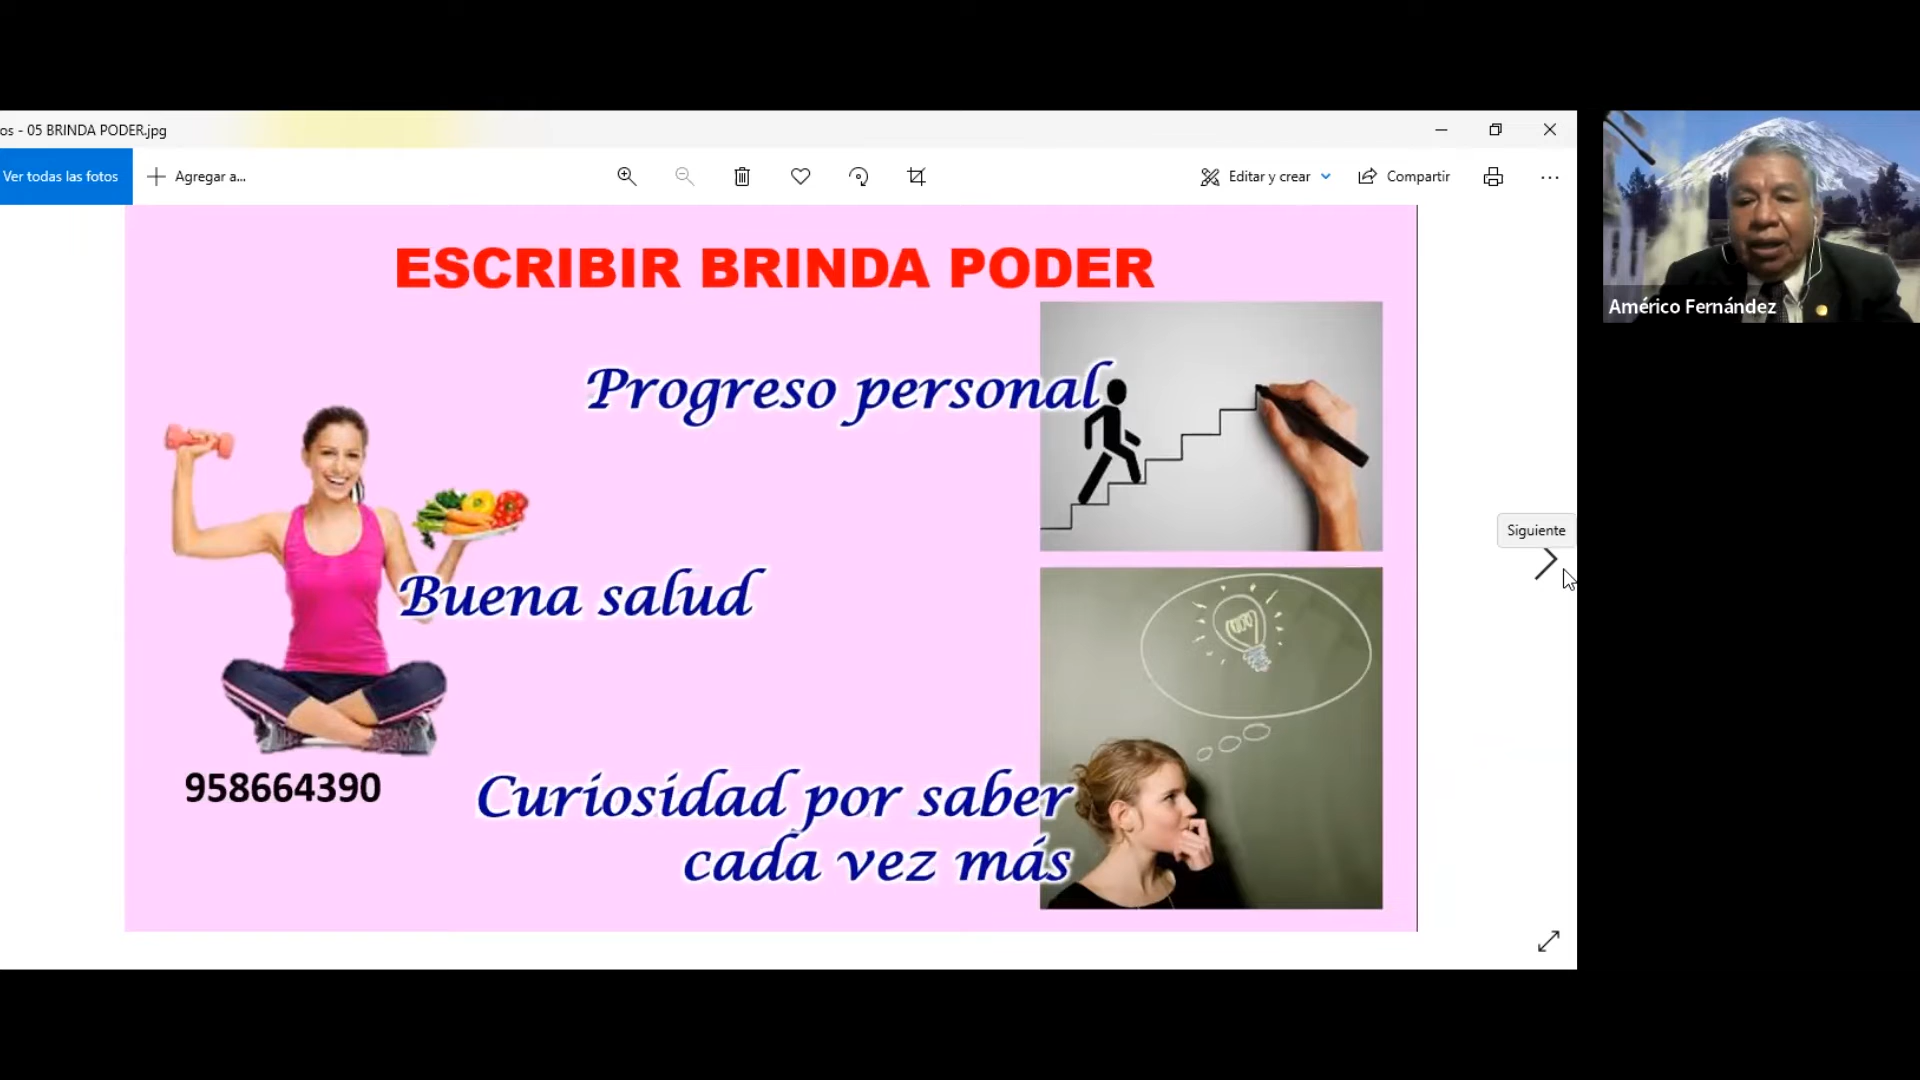 os - 05 BRINDA PODER.jpg
Ver todas las fotos
Agregar a...
Editar y crear
Compartir
ESCRIBIR BRINDA PODER
Progreso personal
Siguiente
Buena salud
958664390
Curiosidad por saber
cada vez más
Américo Fernández